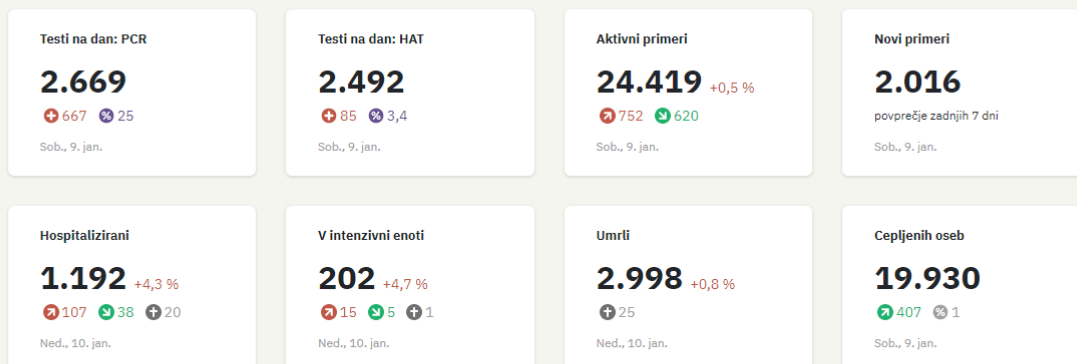 Testi na dan: PCR
2.669
667 % 25
Sob., 9. jan.
Testi na dan: HAT
2.492
85 % 3,4
Sob., 9. jan.
Aktivni primeri
24.419 +0,5 %
752 620
Sob., 9. jan.
Novi primeri
2.016
povprečje zadnjih 7 dni
Sob., 9. jan.
Hospitalizirani
1.192 +4,3 %
107 38 20
Ned., 10. jan.
V intenzivni enoti
202 +4,7 %
15 5 1
Ned., 10. jan.
Umrli
2.998 +0,8 %
25
Ned., 10. jan.
Cepljenih oseb
19.930
407 % 1
Sob., 9. jan.